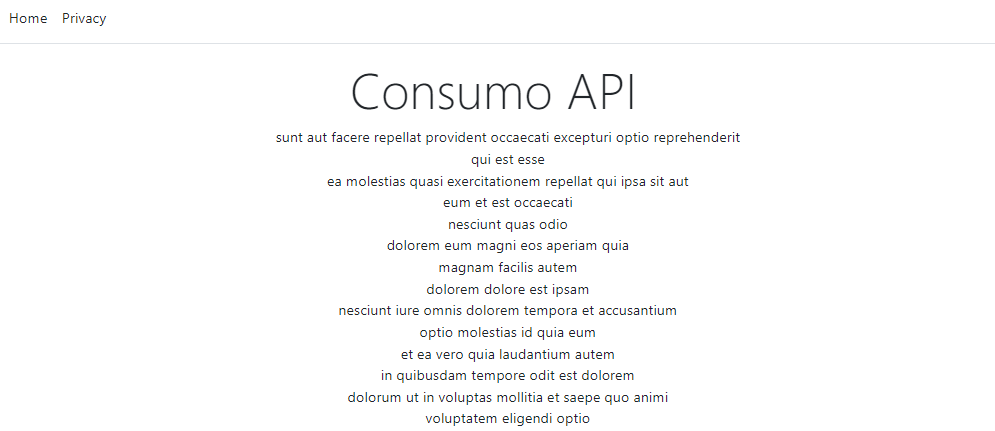 Home Privacy
Consumo API
sunt aut facere repellat provident occaecati excepturi optio reprehenderit
qui est esse
ea molestias quasi exercitationem repellat qui ipsa sit aut
eum et est occaecati
nesciunt quas odio
dolorem eum magni eos aperiam quia
magnam facilis autem
dolorem dolore est ipsam
nesciunt iure omnis dolorem tempora et accusantium
optio molestias id quia eum
et ea vero quia laudantium autem
in quibusdam tempore odit est dolorem
dolorum ut in voluptas mollitia et saepe quo animi
voluptatem eligendi optio